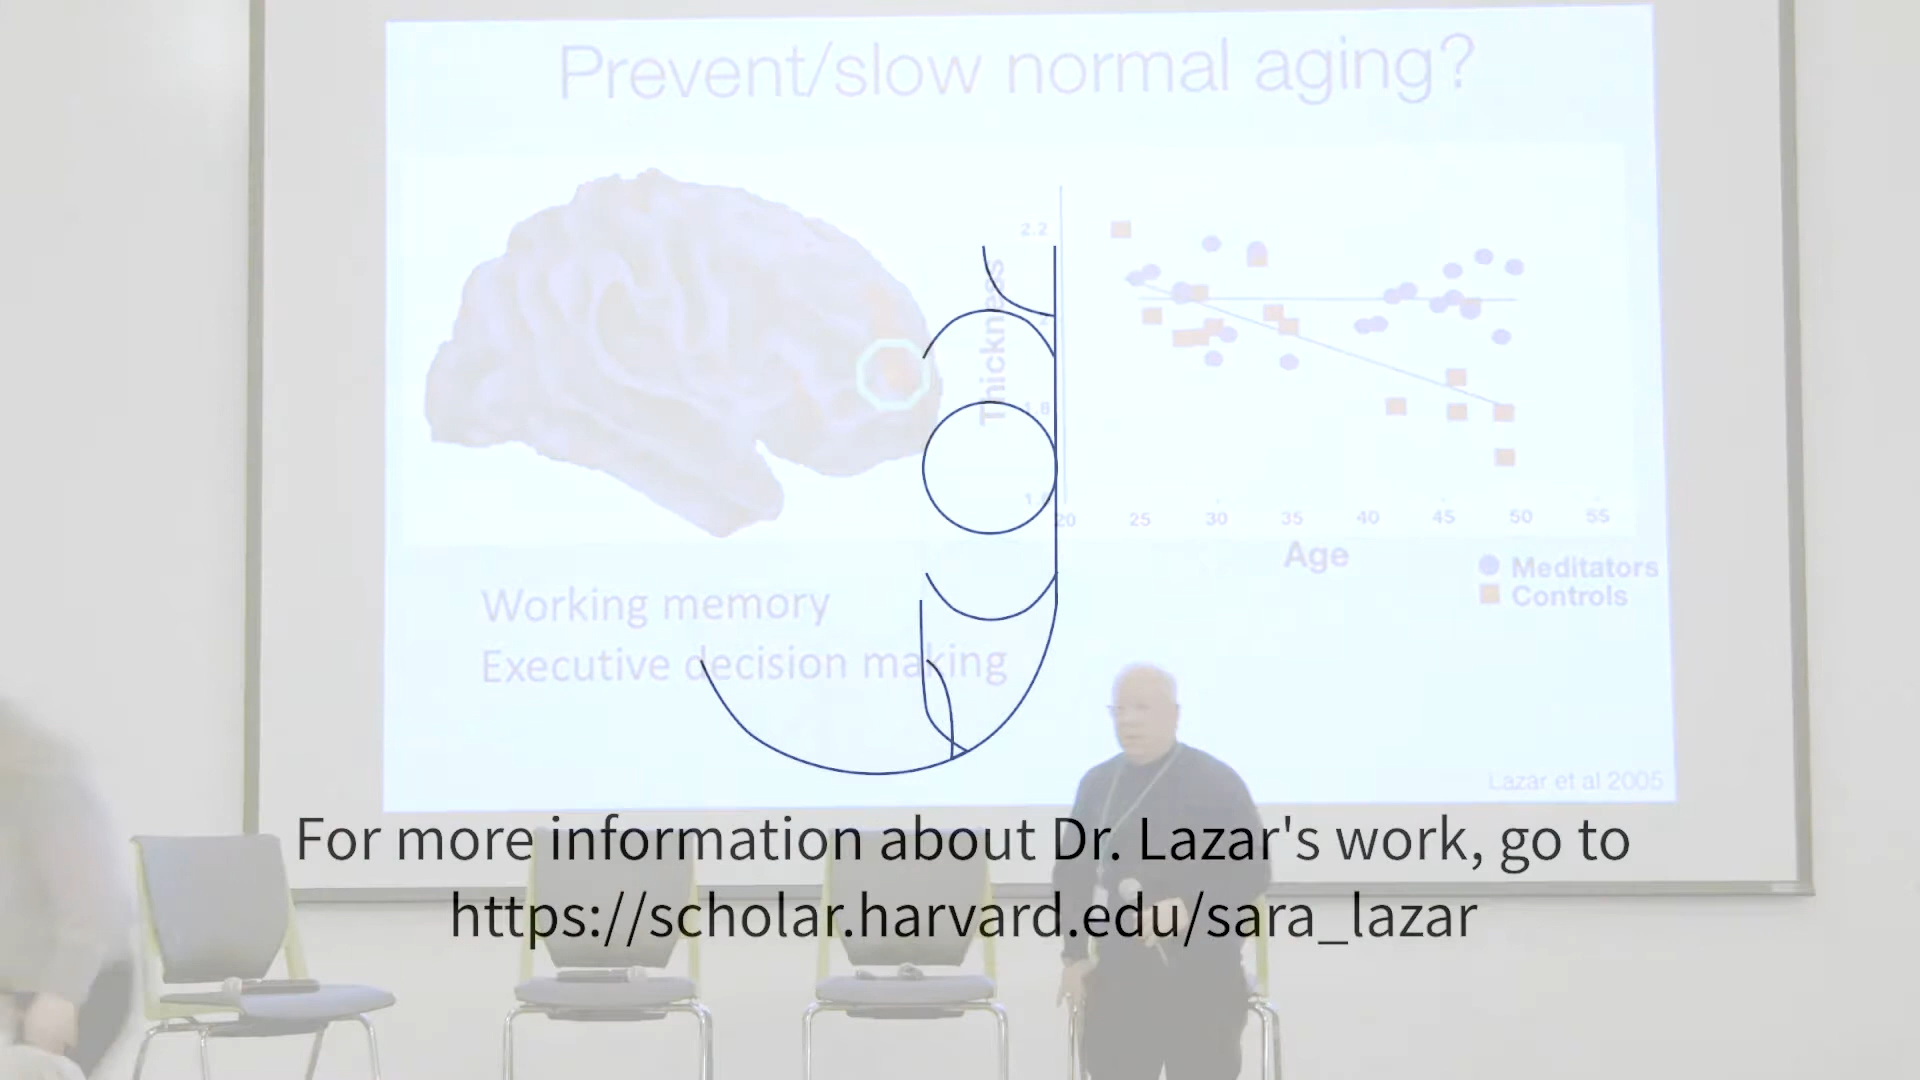 Prevent/slow normal aging?
2.2
2
1.8
Thickness
20 25 30 35 40 45 50 55
Age
Meditators
Controls
Working memory
Executive decision making
Lazar et al 2005
For more information about Dr. Lazar's work, go to
https://scholar.harvard.edu/sara_lazar